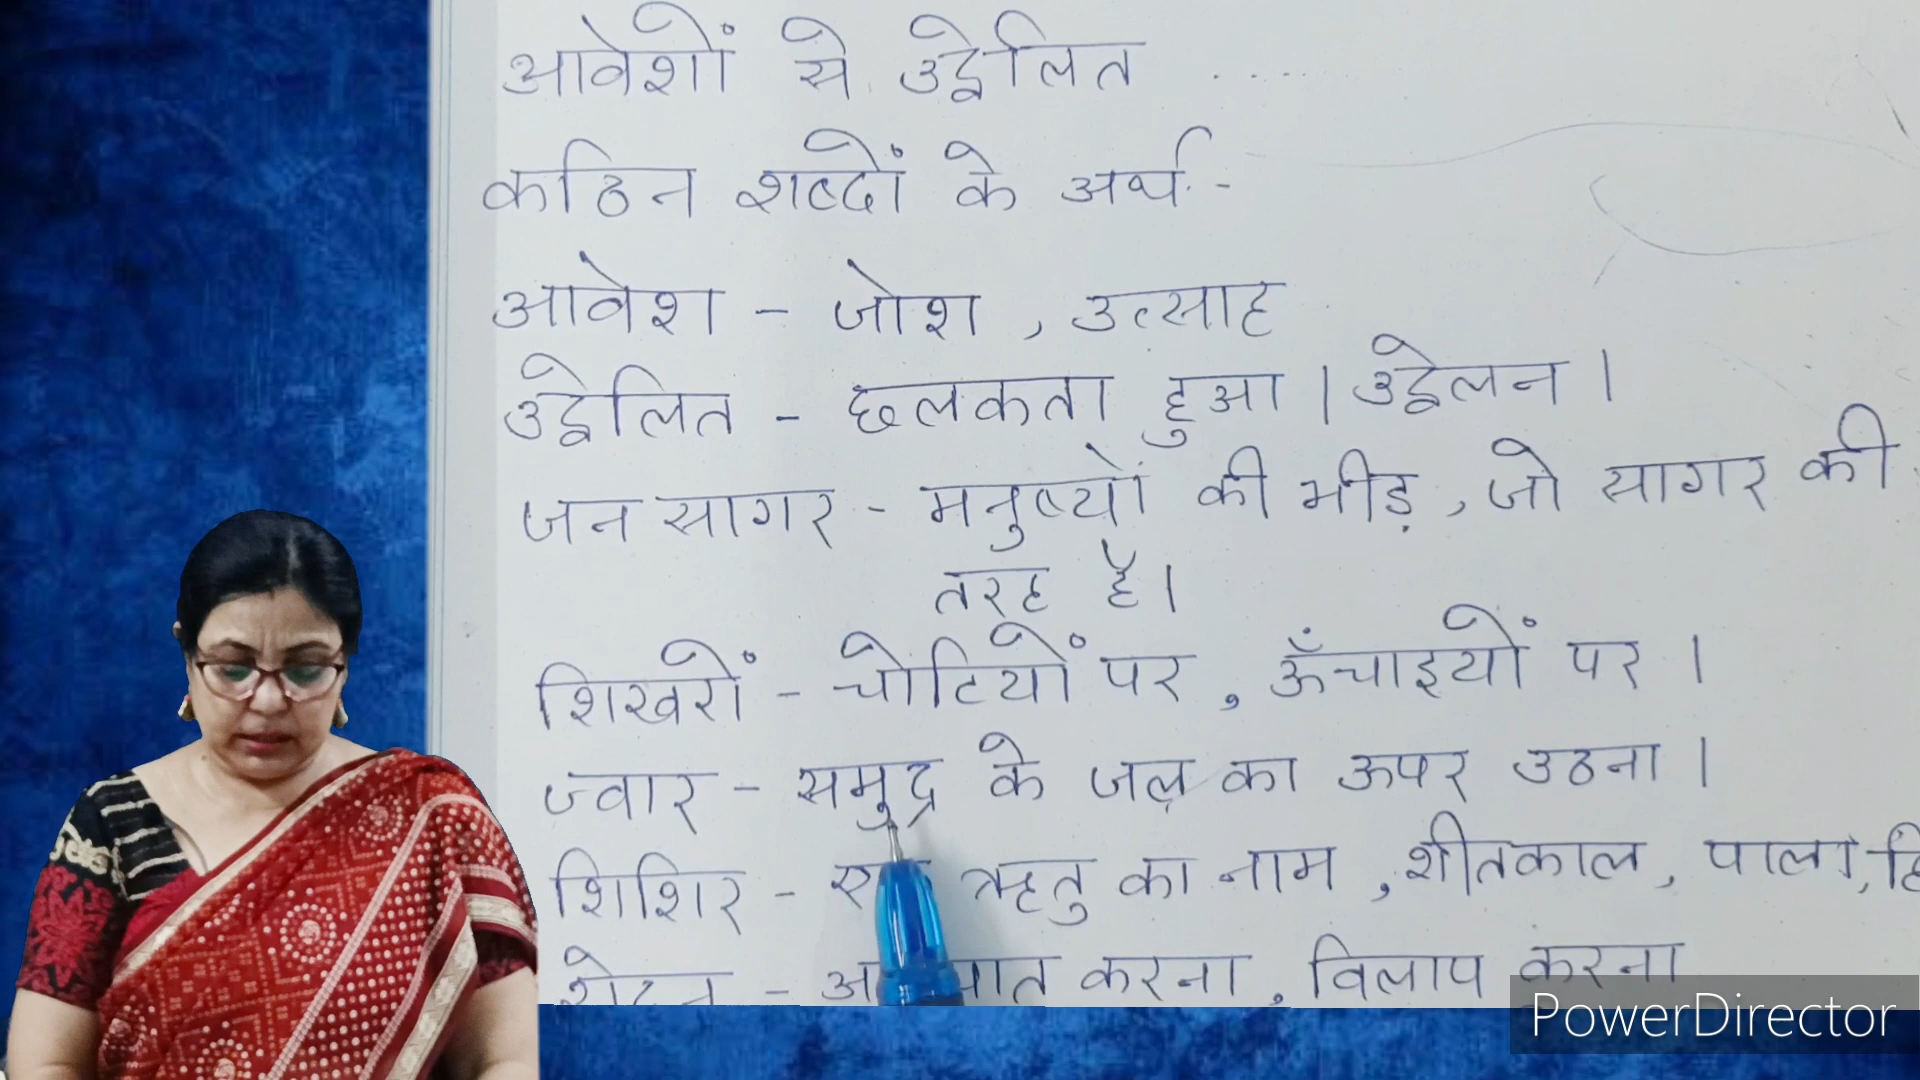 आवेशों से उद्वेलित .....
कठिन शब्दों के अर्थ -
आवेश - जोश , उत्साह
उद्वेलित - छलकता हुआ । उद्वेलन ।
जन सागर - मनुष्यों की भीड़ , जो सागर की
तरह है ।
शिखरों - चोटियों पर , ऊँचाइयों पर ।
ज्वार - समुद्र के जल का ऊपर उठना ।
शिशिर - ऋतु का नाम , शीतकाल , पाला ,
- करना , विलाप करना
PowerDirector